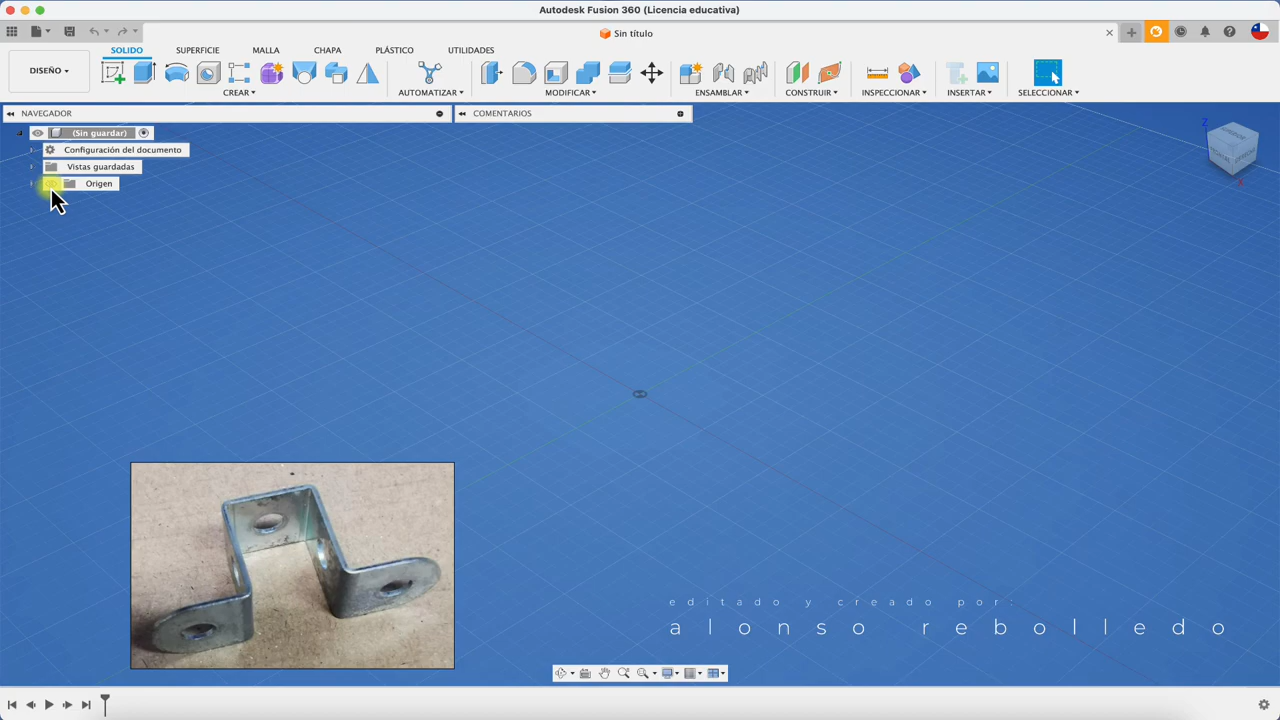 Autodesk Fusion 360 (Licencia educativa)
Sin título
DISEÑO
SOLIDO SUPERFICIE MALLA CHAPA PLÁSTICO UTILIDADES
CREAR AUTOMATIZAR MODIFICAR ENSAMBLAR CONSTRUIR INSPECCIONAR INSERTAR SELECCIONAR
NAVEGADOR COMENTARIOS
(Sin guardar)
Configuración del documento
Vistas guardadas
Origen
Z
X
editado y creado por:
alonso rebolledo